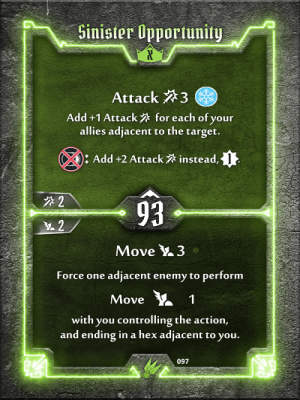 Sinister Opportunity
X
Attack 3
Add +1 Attack for each of your
allies adjacent to the target.
: Add +2 Attack instead, 1.
2
93
2
Move 3
Force one adjacent enemy to perform
Move 1
with you controlling the action,
and ending in a hex adjacent to you.
097